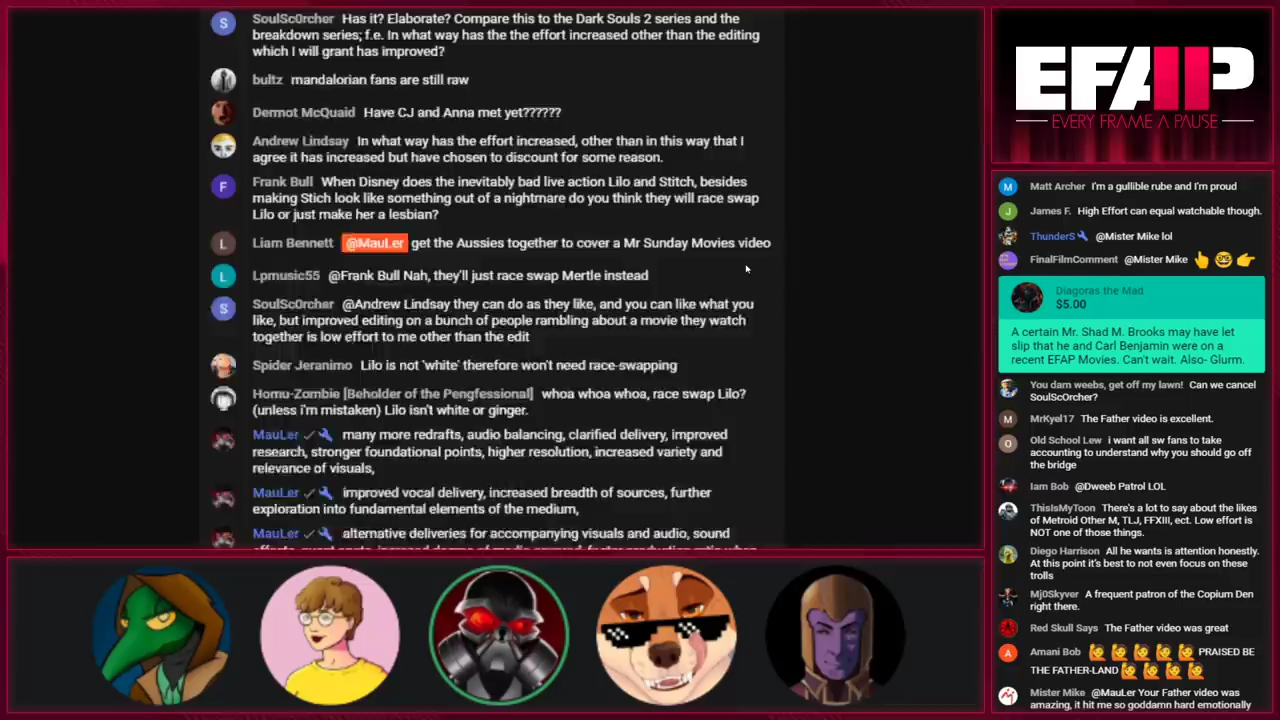 SoulSc0rcher Has it? Elaborate? Compare this to the Dark Souls 2 series and the
breakdown series; f.e. In what way has the the effort increased other than the editing
which I will grant has improved?
bultz mandalorian fans are still raw
Dermot McQuaid Have CJ and Anna met yet??????
Andrew Lindsay In what way has the effort increased, other than in this way that I
agree it has increased but have chosen to discount for some reason.
Frank Bull When Disney does the inevitably bad live action Lilo and Stitch, besides
making Stich look like something out of a nightmare do you think they will race swap
Lilo or just make her a lesbian?
Liam Bennett @MauLer get the Aussies together to cover a Mr Sunday Movies video
Lpmusic55 @Frank Bull Nah, they'll just race swap Mertle instead
SoulSc0rcher @Andrew Lindsay they can do as they like, and you can like what you
like, but improved editing on a bunch of people rambling about a movie they watch
together is low effort to me other than the edit
Spider Jeranimo Lilo is not 'white' therefore won't need race-swapping
Homu-Zombie [Beholder of the Pengfessional] whoa whoa whoa, race swap Lilo?
(unless i'm mistaken) Lilo isn't white or ginger.
MauLer many more redrafts, audio balancing, clarified delivery, improved
research, stronger foundational points, higher resolution, increased variety and
relevance of visuals,
MauLer improved vocal delivery, increased breadth of sources, further
exploration into fundamental elements of the medium,
MauLer alternative deliveries for accompanying visuals and audio, sound
EFAP
EVERY FRAME A PAUSE
Matt Archer I'm a gullible rube and I'm proud
James F. High Effort can equal watchable though.
ThunderS @Mister Mike lol
FinalFilmComment @Mister Mike 👆 🤓 👉
Diagoras the Mad
$5.00
A certain Mr. Shad M. Brooks may have let
slip that he and Carl Benjamin were on a
recent EFAP Movies. Can't wait. Also- Glurm.
You dam weebs, get off my lawn! Can we cancel
SoulSc0rcher?
MrKyel17 The Father video is excellent.
Old School Lew i want all sw fans to take
accounting to understand why you should go off
the bridge
Iam Bob @Dweeb Patrol LOL
ThisIsMyToon There's a lot to say about the likes
of Metroid Other M, TLJ, FFXIII, ect. Low effort is
NOT one of those things.
Diego Harrison All he wants is attention honestly.
At this point it's best to not even focus on these
trolls
Mj0Skyver A frequent patron of the Copium Den
right there.
Red Skull Says The Father video was great
Amani Bob 🙋 🙋 🙋 🙋 🙋 PRAISED BE
THE FATHER-LAND 🙋 🙋 🙋 🙋
Mister Mike @MauLer Your Father video was
amazing, it hit me so goddamn hard emotionally